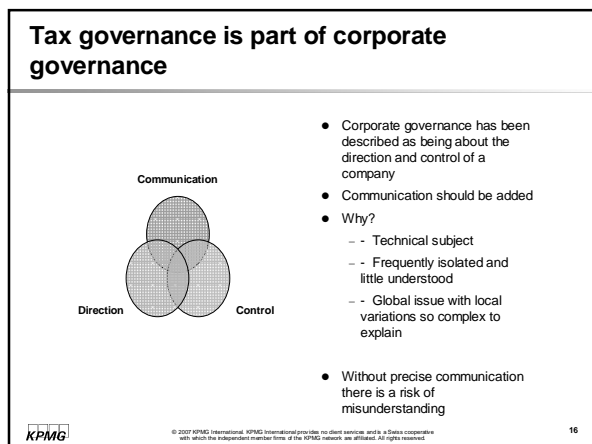 Tax governance is part of corporate
governance
Communication
Direction
Control
● Corporate governance has been
described as being about the
direction and control of a
company
● Communication should be added
● Why?
– - Technical subject
– - Frequently isolated and
little understood
– - Global issue with local
variations so complex to
explain
● Without precise communication
there is a risk of
misunderstanding
KPMG
© 2007 KPMG International. KPMG International provides no client services and is a Swiss cooperative
with which the independent member firms of the KPMG network are affiliated. All rights reserved.
16